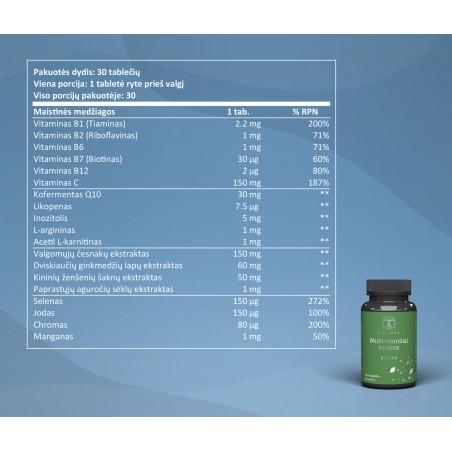 Pakuotės dydis: 30 tablečių
Viena porcija: 1 tabletė ryte prieš valgį
Viso porcijų pakuotėje: 30
Maistinės medžiagos 1 tab. % RPN
Vitaminas B1 (Tiaminas) 2.2 mg 200%
Vitaminas B2 (Riboflavinas) 1 mg 71%
Vitaminas B6 1 mg 71%
Vitaminas B7 (Biotinas) 30 µg 60%
Vitaminas B12 2 µg 80%
Vitaminas C 150 mg 187%
Kofermentas Q10 30 mg **
Likopenas 7.5 µg **
Inozitolis 5 mg **
L-argininas 1 mg **
Acetil L-karnitinas 1 mg **
Valgomųjų česnakų ekstraktas 150 mg **
Dviskiaučių ginkmedžių lapų ekstraktas 60 mg **
Kininių ženšenių šaknų ekstraktas 50 mg **
Paprastųjų aguročių sėklų ekstraktas 1 mg **
Selenas 150 µg 272%
Jodas 150 µg 100%
Chromas 80 µg 200%
Manganas 1 mg 50%
Multivitaminai
vyrams
RYTAS